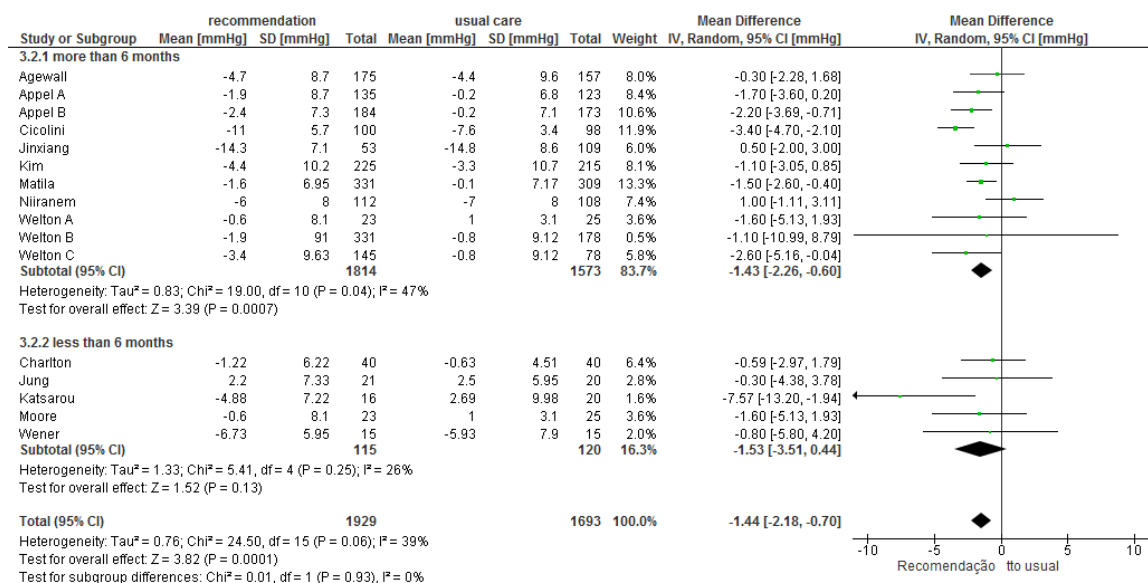 recommendation usual care Mean Difference Mean Difference
Study or Subgroup Mean [mmHg] SD [mmHg] Total Mean [mmHg] SD [mmHg] Total Weight IV, Random, 95% CI [mmHg] IV, Random, 95% CI [mmHg]
3.2.1 more than 6 months
Agewall -4.7 8.7 175 -4.4 9.6 157 8.0% -0.30 [-2.28, 1.68]
Appel A -1.9 8.7 135 -0.2 6.8 123 8.4% -1.70 [-3.60, 0.20]
Appel B -2.4 7.3 184 -0.2 7.1 173 10.6% -2.20 [-3.69, -0.71]
Cicolini -11 5.7 100 -7.6 3.4 98 11.9% -3.40 [-4.70, -2.10]
Jinxiang -14.3 7.1 53 -14.8 8.6 109 6.0% 0.50 [-2.00, 3.00]
Kim -4.4 10.2 225 -3.3 10.7 215 8.1% -1.10 [-3.05, 0.85]
Matila -1.6 6.95 331 -0.1 7.17 309 13.3% -1.50 [-2.60, -0.40]
Niiranem -6 8 112 -7 8 108 7.4% 1.00 [-1.11, 3.11]
Welton A -0.6 8.1 23 1 3.1 25 3.6% -1.60 [-5.13, 1.93]
Welton B -1.9 91 331 -0.8 9.12 178 0.5% -1.10 [-10.99, 8.79]
Welton C -3.4 9.63 145 -0.8 9.12 78 5.8% -2.60 [-5.16, -0.04]
Subtotal (95% CI) 1814 1573 83.7% -1.43 [-2.26, -0.60]
Heterogeneity: Tau² = 0.83; Chi² = 19.00, df = 10 (P = 0.04); I² = 47%
Test for overall effect: Z = 3.39 (P = 0.0007)
3.2.2 less than 6 months
Charlton -1.22 6.22 40 -0.63 4.51 40 6.4% -0.59 [-2.97, 1.79]
Jung 2.2 7.33 21 2.5 5.95 20 2.8% -0.30 [-4.38, 3.78]
Katsarou -4.88 7.22 16 2.69 9.98 20 1.6% -7.57 [-13.20, -1.94]
Moore -0.6 8.1 23 1 3.1 25 3.6% -1.60 [-5.13, 1.93]
Wener -6.73 5.95 15 -5.93 7.9 15 2.0% -0.80 [-5.80, 4.20]
Subtotal (95% CI) 115 120 16.3% -1.53 [-3.51, 0.44]
Heterogeneity: Tau² = 1.33; Chi² = 5.41, df = 4 (P = 0.25); I² = 26%
Test for overall effect: Z = 1.52 (P = 0.13)
Total (95% CI) 1929 1693 100.0% -1.44 [-2.18, -0.70]
Heterogeneity: Tau² = 0.76; Chi² = 24.50, df = 15 (P = 0.06); I² = 39%
Test for overall effect: Z = 3.82 (P = 0.0001)
Test for subgroup differences: Chi² = 0.01, df = 1 (P = 0.93), I² = 0%
-10 -5 0 5 10
Recomendação tto usual